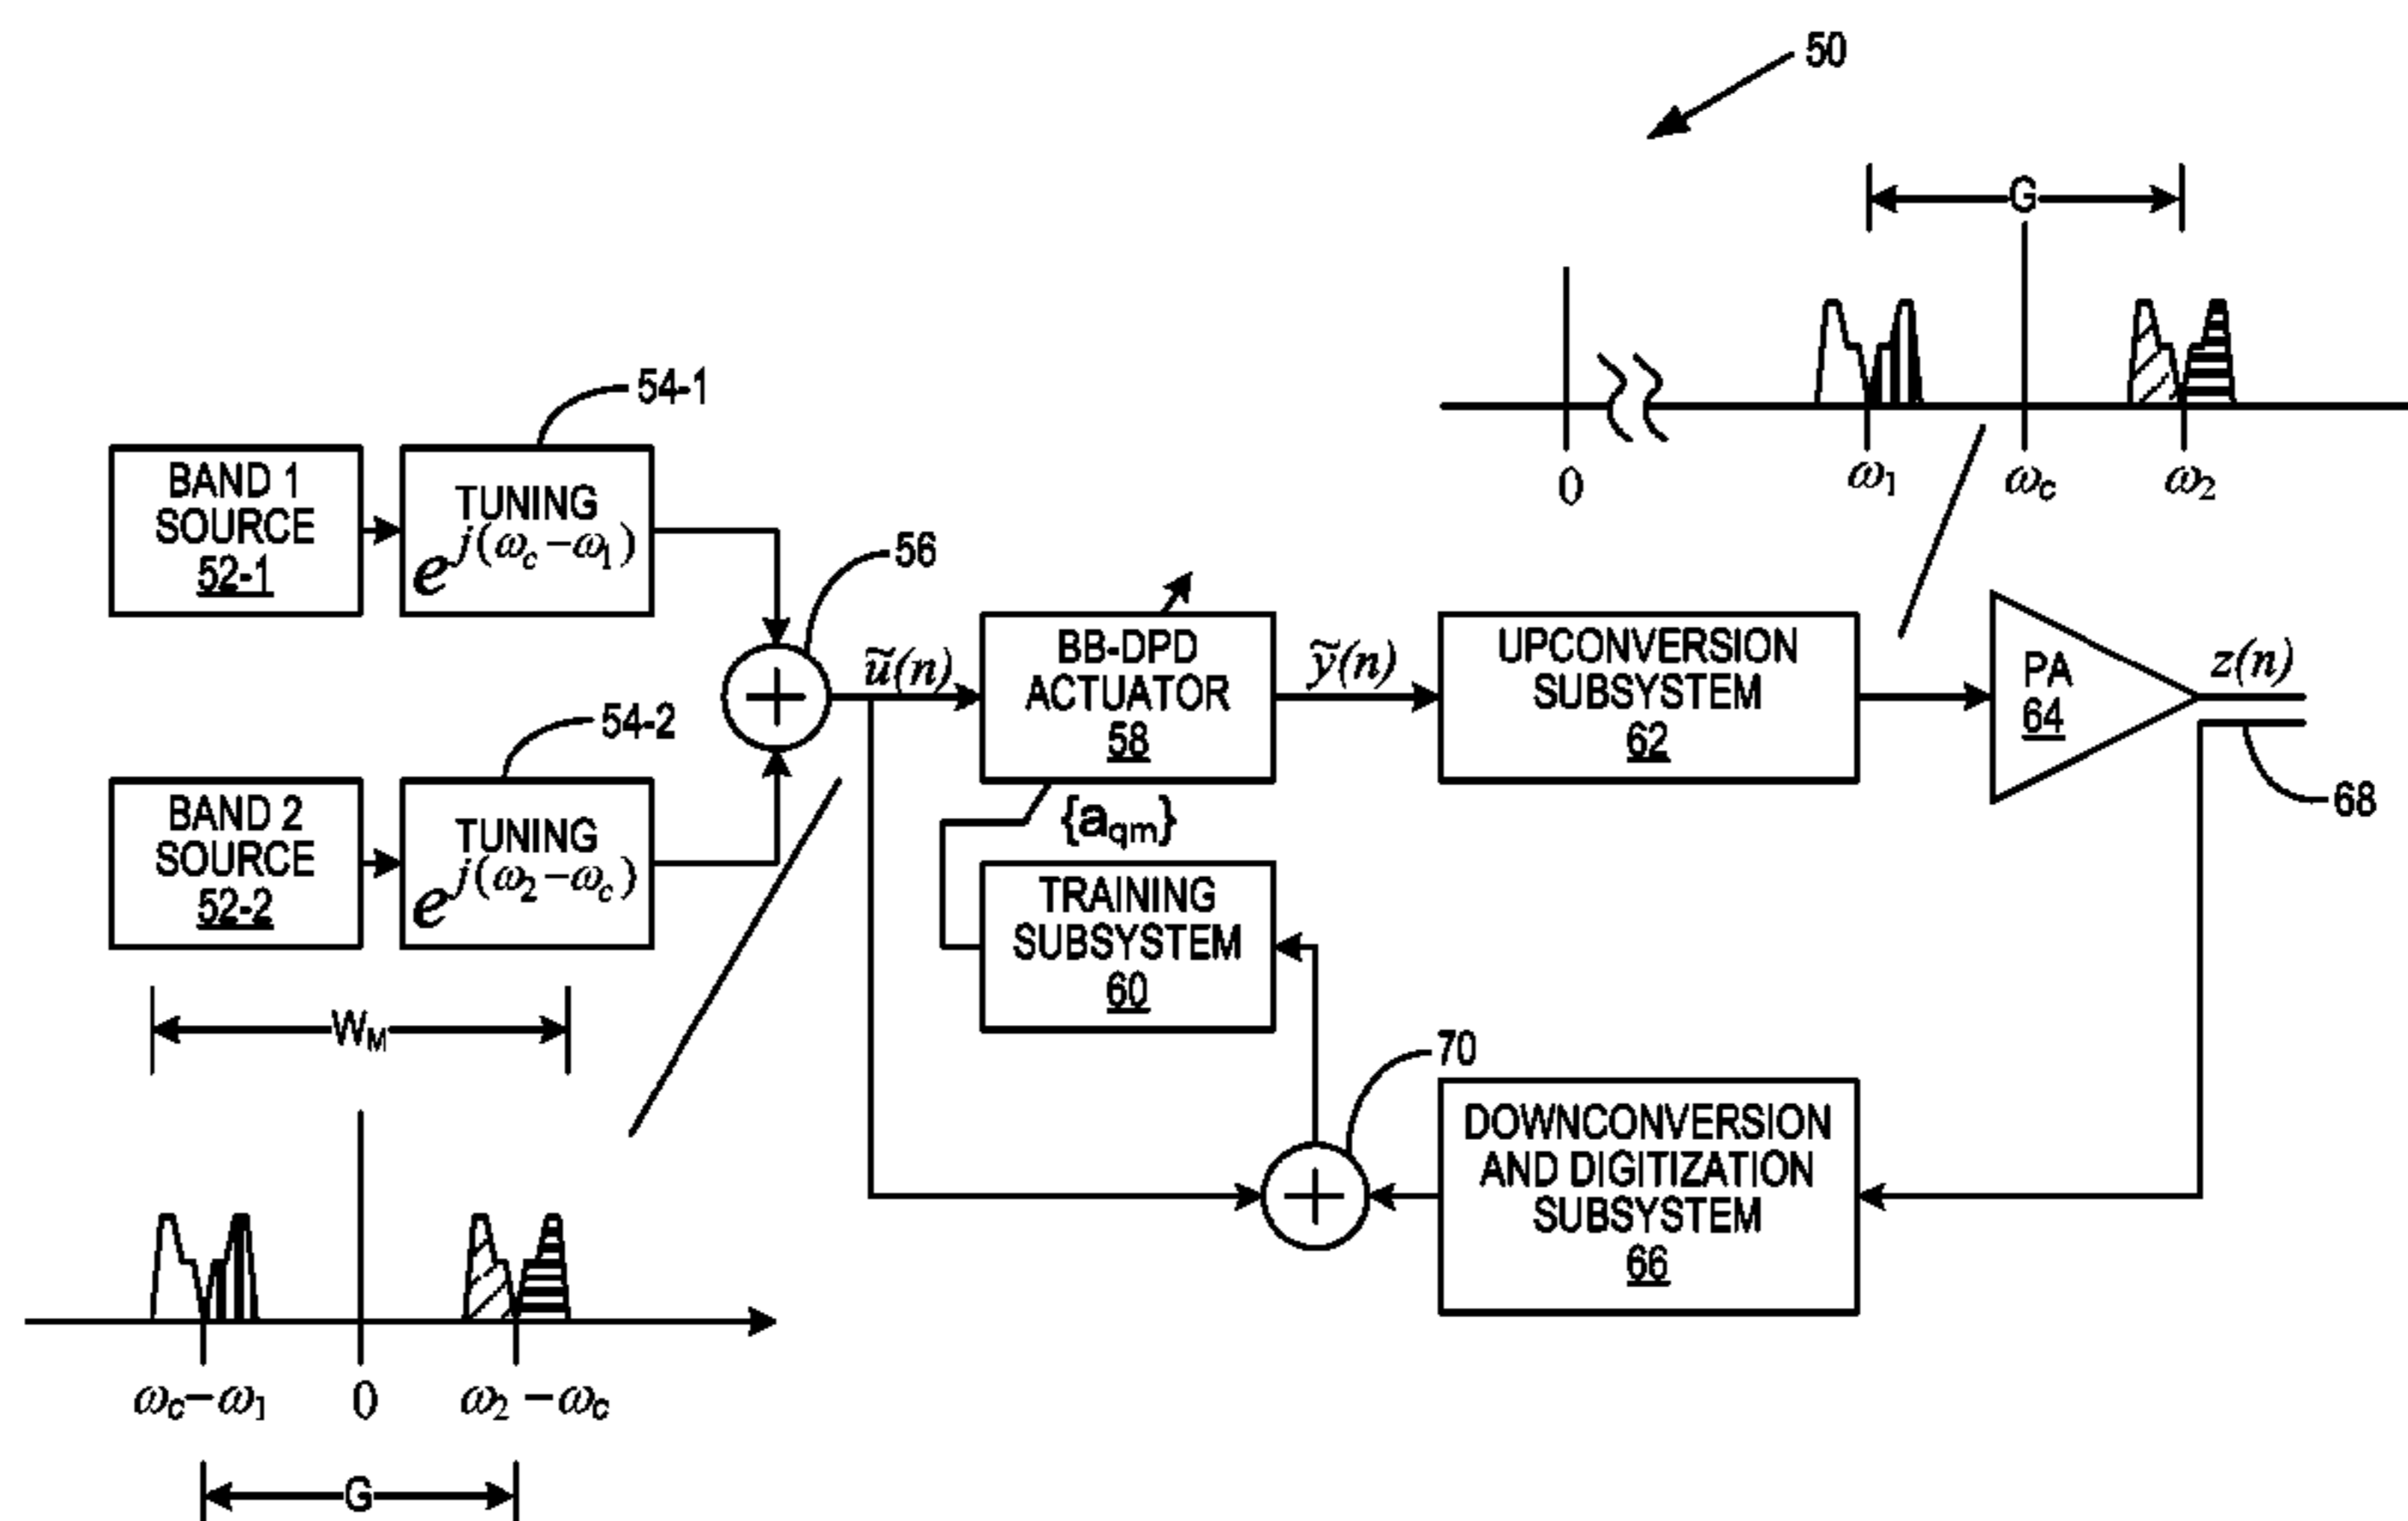 50
G
0
ω1
ωc
ω2
54-1
BAND 1
SOURCE
52-1
TUNING
e^j(ωc−ω1)
56
54-2
BAND 2
SOURCE
52-2
TUNING
e^j(ω2−ωc)
ũ(n)
BB-DPD
ACTUATOR
58
ỹ(n)
UPCONVERSION
SUBSYSTEM
62
PA
64
z(n)
68
{aqm}
TRAINING
SUBSYSTEM
60
70
DOWNCONVERSION
AND DIGITIZATION
SUBSYSTEM
66
WM
ωc−ω1
0
ω2−ωc
G